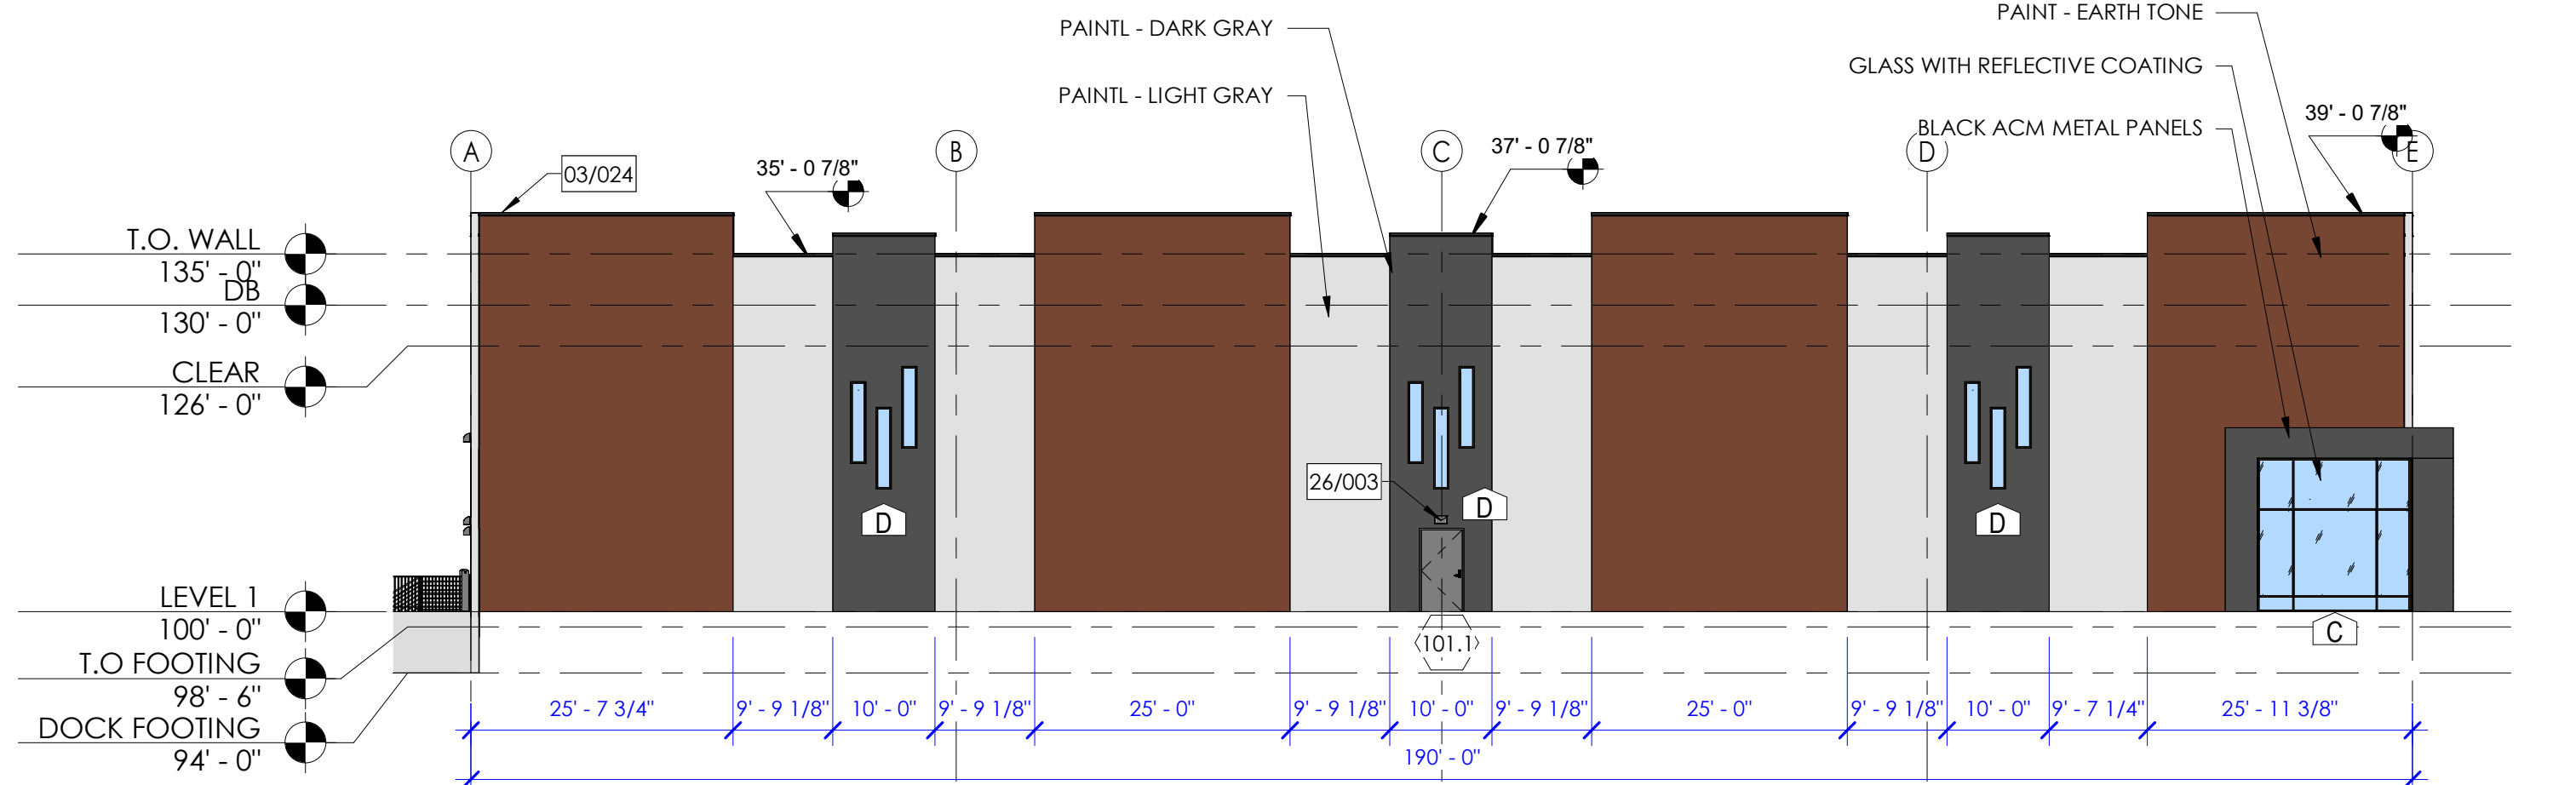 PAINT - EARTH TONE
PAINTL - DARK GRAY
GLASS WITH REFLECTIVE COATING
PAINTL - LIGHT GRAY
39' - 0 7/8"
BLACK ACM METAL PANELS
A
B
C
D
E
03/024
35' - 0 7/8"
37' - 0 7/8"
T.O. WALL
135' - 0"
DB
130' - 0"
CLEAR
126' - 0"
26/003
D
D
D
LEVEL 1
100' - 0"
C
101.1
T.O FOOTING
98' - 6"
DOCK FOOTING
94' - 0"
25' - 7 3/4"
9' - 9 1/8"
10' - 0"
9' - 9 1/8"
25' - 0"
9' - 9 1/8"
10' - 0"
9' - 9 1/8"
25' - 0"
9' - 9 1/8"
10' - 0"
9' - 7 1/4"
25' - 11 3/8"
190' - 0"